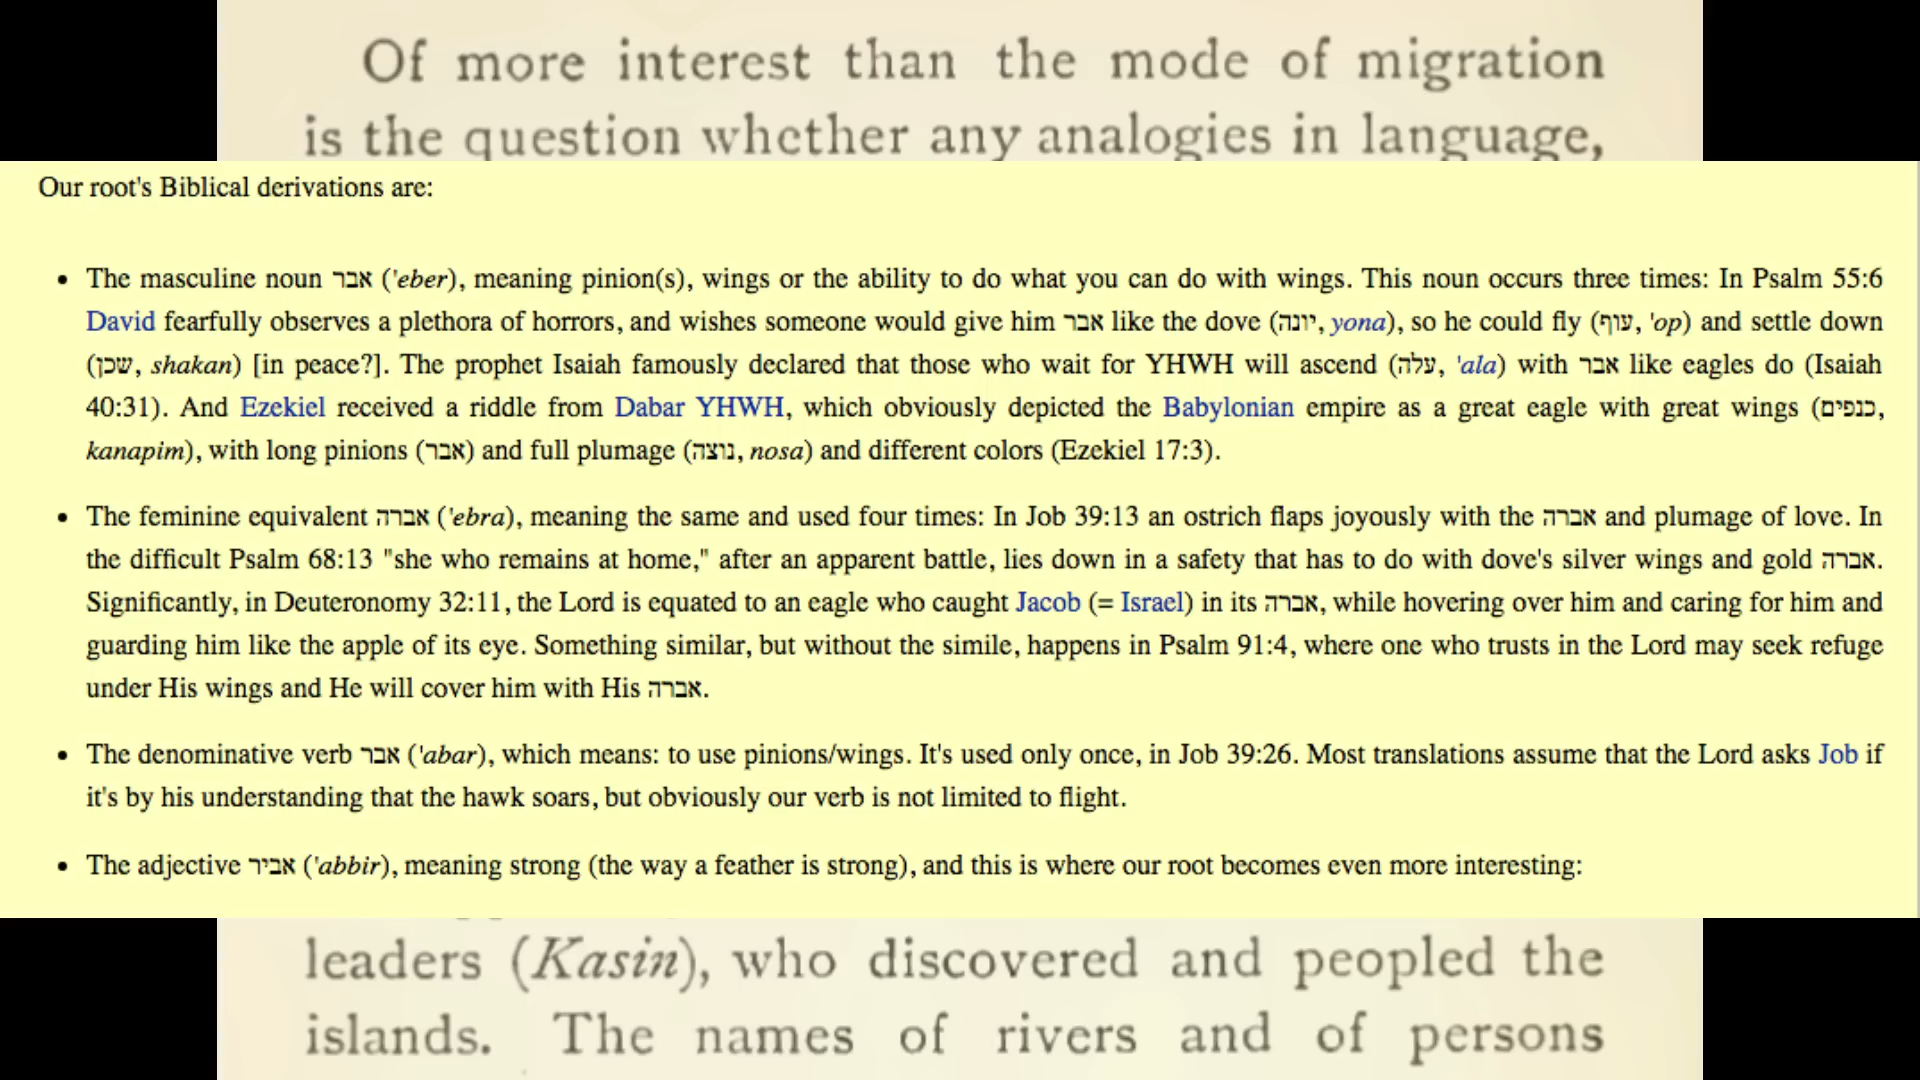 Of more interest than the mode of migration
is the question whether any analogies in language,
Our root's Biblical derivations are:
• The masculine noun אבר ('eber), meaning pinion(s), wings or the ability to do what you can do with wings. This noun occurs three times: In Psalm 55:6
David fearfully observes a plethora of horrors, and wishes someone would give him אבר like the dove (יונה, yona), so he could fly (עוף, 'op) and settle down
(שכן, shakan) [in peace?]. The prophet Isaiah famously declared that those who wait for YHWH will ascend (עלה, 'ala) with אבר like eagles do (Isaiah
40:31). And Ezekiel received a riddle from Dabar YHWH, which obviously depicted the Babylonian empire as a great eagle with great wings (כנפים,
kanapim), with long pinions (אבר) and full plumage (נוצה, nosa) and different colors (Ezekiel 17:3).
• The feminine equivalent אברה ('ebra), meaning the same and used four times: In Job 39:13 an ostrich flaps joyously with the אברה and plumage of love. In
the difficult Psalm 68:13 "she who remains at home," after an apparent battle, lies down in a safety that has to do with dove's silver wings and gold אברה.
Significantly, in Deuteronomy 32:11, the Lord is equated to an eagle who caught Jacob (= Israel) in its אברה, while hovering over him and caring for him and
guarding him like the apple of its eye. Something similar, but without the simile, happens in Psalm 91:4, where one who trusts in the Lord may seek refuge
under His wings and He will cover him with His אברה.
• The denominative verb אבר ('abar), which means: to use pinions/wings. It's used only once, in Job 39:26. Most translations assume that the Lord asks Job if
it's by his understanding that the hawk soars, but obviously our verb is not limited to flight.
• The adjective אביר ('abbir), meaning strong (the way a feather is strong), and this is where our root becomes even more interesting:
leaders (Kasin), who discovered and peopled the
islands. The names of rivers and of persons